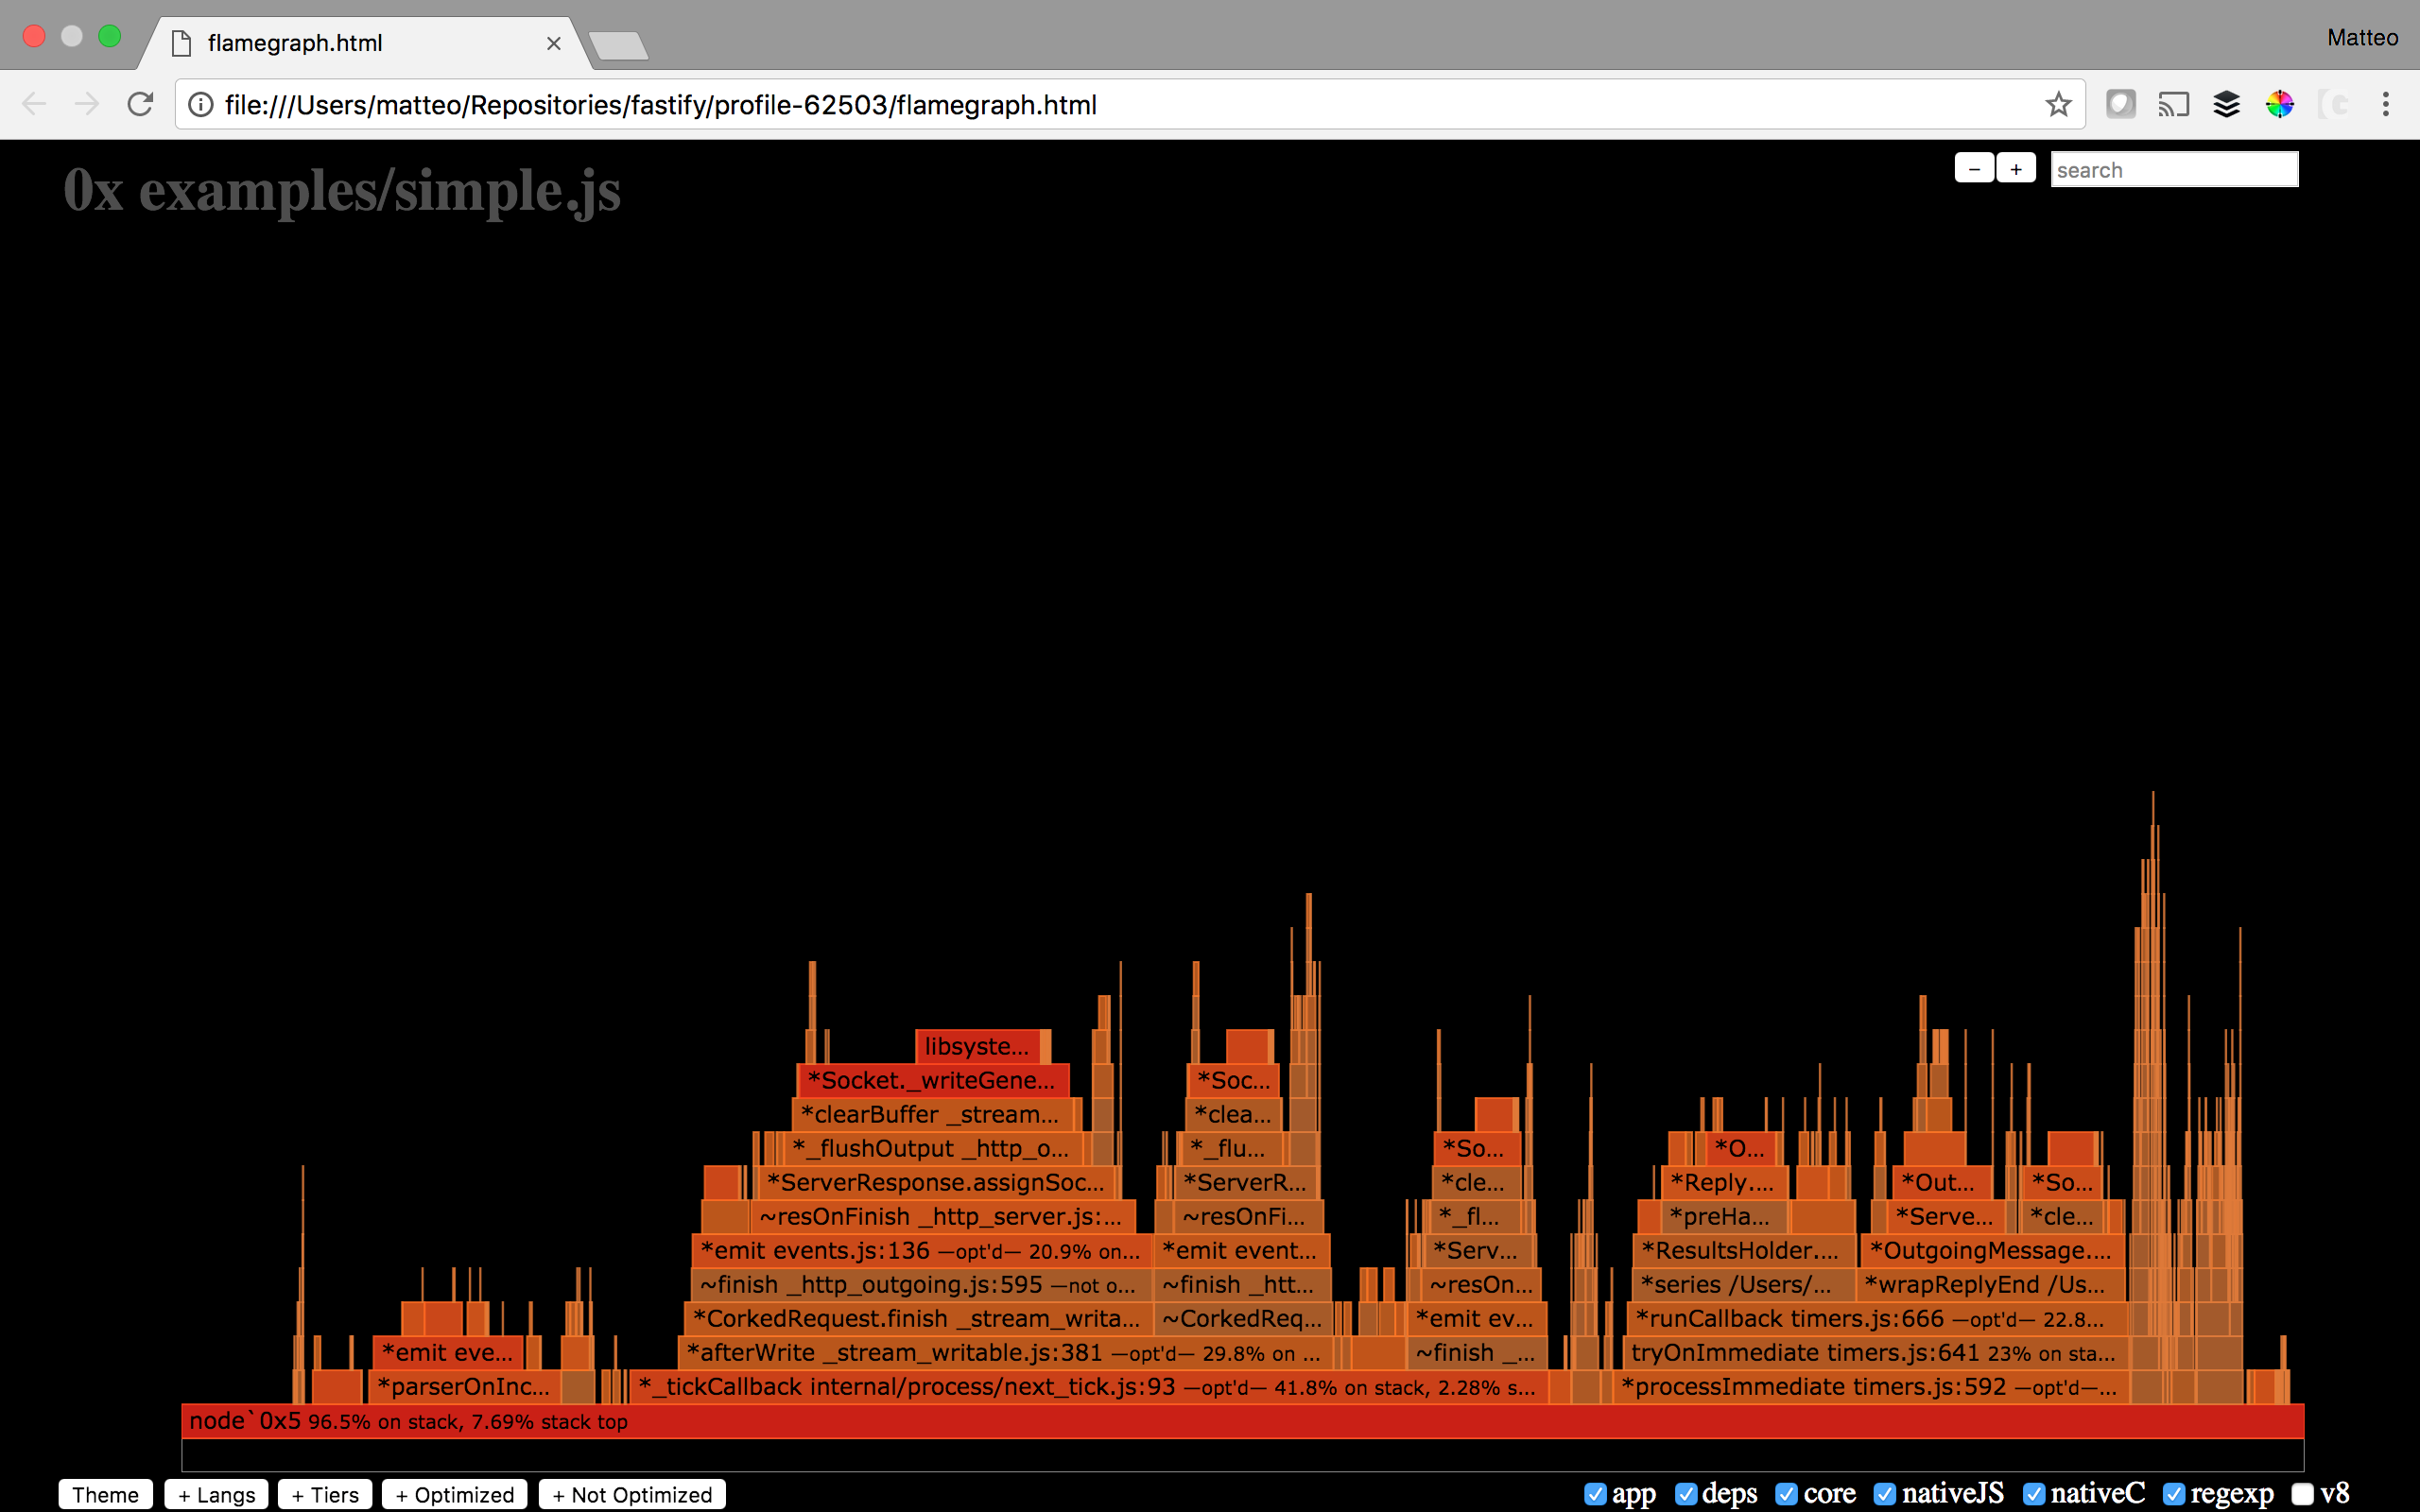 flamegraph.html
Matteo
file:///Users/matteo/Repositories/fastify/profile-62503/flamegraph.html
0x examples/simple.js
− + search
libsyste...
*Socket._writeGene... *Soc...
*clearBuffer _stream... *clea...
*_flushOutput _http_o... *_flu... *So... *O...
*ServerResponse.assignSoc... *ServerR... *cle... *Reply.... *Out... *So...
~resOnFinish _http_server.js:... ~resOnFi... *_fl... *preHa... *Serve... *cle...
*emit events.js:136 —opt'd— 20.9% on... *emit event... *Serv... *ResultsHolder.... *OutgoingMessage....
~finish _http_outgoing.js:595 —not o... ~finish _htt... ~resOn... *series /Users/... *wrapReplyEnd /Us...
*CorkedRequest.finish _stream_writa... ~CorkedReq... *emit ev... *runCallback timers.js:666 —opt'd— 22.8...
*emit eve... *afterWrite _stream_writable.js:381 —opt'd— 29.8% on ... ~finish _... tryOnImmediate timers.js:641 23% on sta...
*parserOnInc... *_tickCallback internal/process/next_tick.js:93 —opt'd— 41.8% on stack, 2.28% s... *processImmediate timers.js:592 —opt'd—...
node`0x5 96.5% on stack, 7.69% stack top
Theme + Langs + Tiers + Optimized + Not Optimized app deps core nativeJS nativeC regexp v8